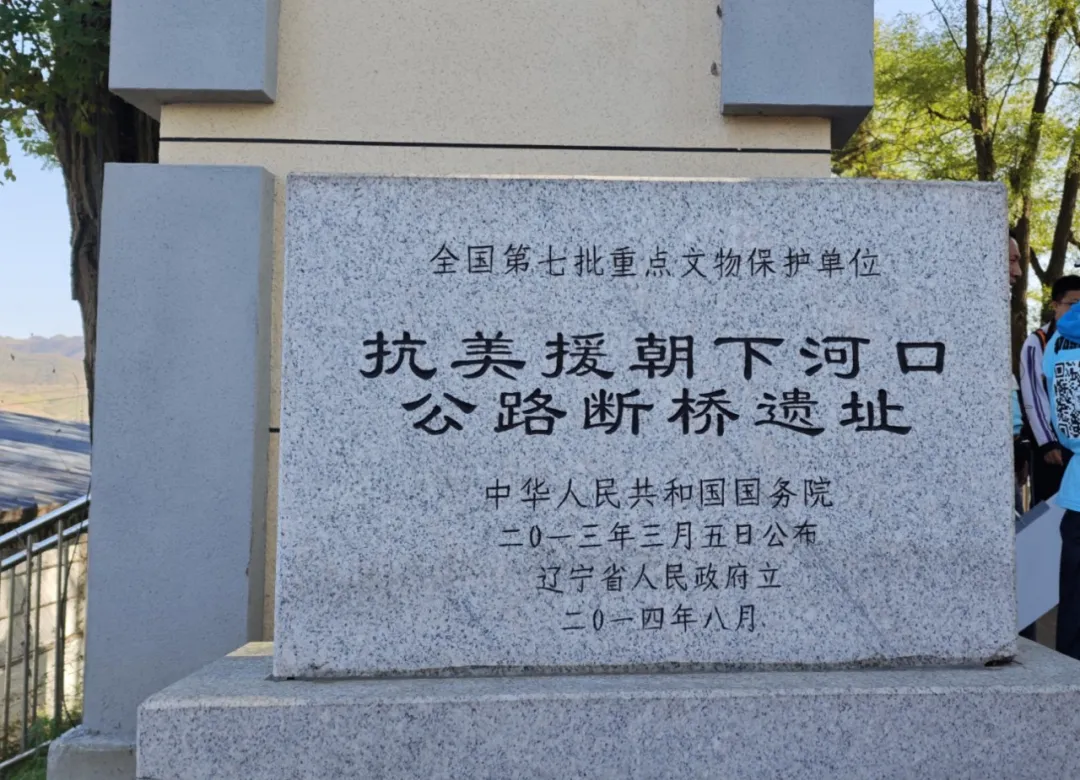 全国第七批重点文物保护单位
抗美援朝下河口
公路断桥遗址
中华人民共和国国务院
二〇一三年三月五日公布
辽宁省人民政府立
二〇一四年八月